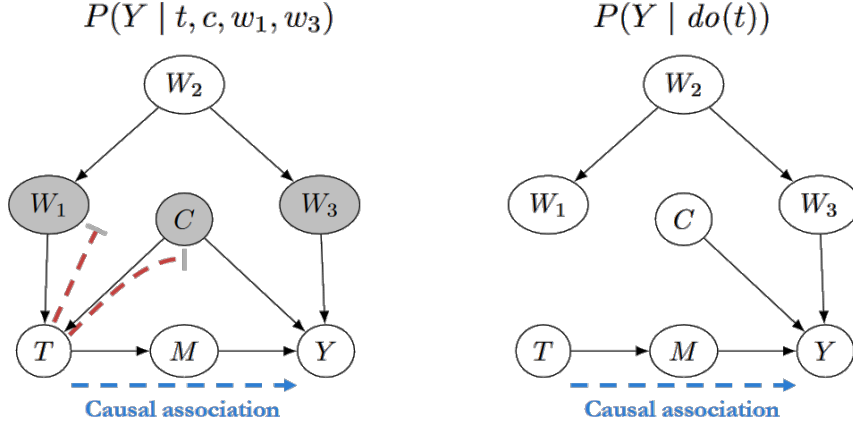 P(Y | t, c, w₁, w₃)
P(Y | do(t))
W₂
W₂
W₁
C
W₃
W₁
C
W₃
T
M
Y
T
M
Y
Causal association
Causal association